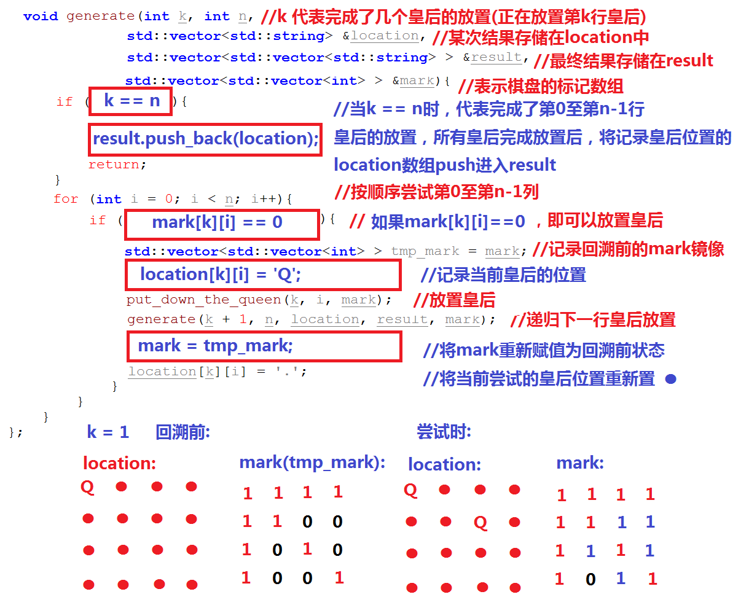 void generate(int k, int n, //k 代表完成了几个皇后的放置(正在放置第k行皇后)
std::vector<std::string> &location, //某次结果存储在location中
std::vector<std::vector<std::string> > &result, //最终结果存储在result
std::vector<std::vector<int> > &mark){ //表示棋盘的标记数组
if ( k == n ){ //当k == n时，代表完成了第0至第n-1行
result.push_back(location); 皇后的放置，所有皇后完成放置后，将记录皇后位置的
return; location数组push进入result
}
//按顺序尝试第0至第n-1列
for (int i = 0; i < n; i++){
if ( mark[k][i] == 0 ){ // 如果mark[k][i]==0 ，即可以放置皇后
std::vector<std::vector<int> > tmp_mark = mark; //记录回溯前的mark镜像
location[k][i] = 'Q'; //记录当前皇后的位置
put_down_the_queen(k, i, mark); //放置皇后
generate(k + 1, n, location, result, mark); //递归下一行皇后放置
mark = tmp_mark; //将mark重新赋值为回溯前状态
location[k][i] = '.'; //将当前尝试的皇后位置重新置 ●
}
}
}
};
k = 1 回溯前: 尝试时:
location: mark(tmp_mark): location: mark:
Q ● ● ● 1 1 1 1 Q ● ● ● 1 1 1 1
● ● ● ● 1 1 0 0 ● ● Q ● 1 1 1 1
● ● ● ● 1 0 1 0 ● ● ● ● 1 1 1 1
● ● ● ● 1 0 0 1 ● ● ● ● 1 0 1 1